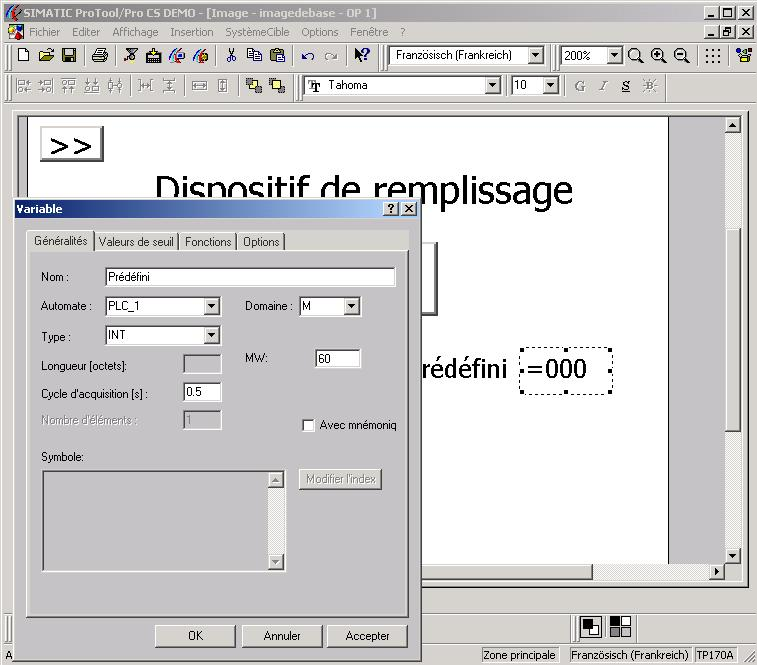 SIMATIC ProTool/Pro CS DEMO - [Image - imagedebase - OP 1]
Fichier Editer Affichage Insertion SystèmeCible Options Fenêtre ?
Französisch (Frankreich) 200%
Tahoma 10 G I S
>>
Dispositif de remplissage
Variable
Généralités Valeurs de seuil Fonctions Options
Nom : Prédéfini
Automate : PLC_1 Domaine : M
Type : INT
Longueur [octets]: MW: 60
rédéfini =000
Cycle d'acquisition [s] : 0.5
Nombre d'éléments : 1
Avec mnémoniq
Symbole:
Modifier l'index
OK Annuler Accepter
A Zone principale Französisch (Frankreich) TP170A